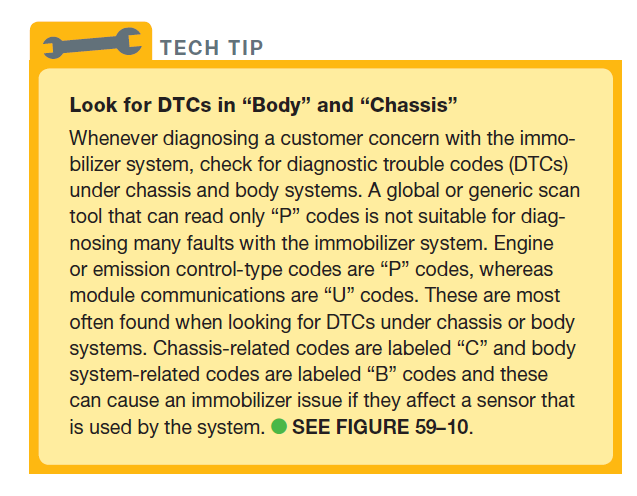 TECH TIP
Look for DTCs in “Body” and “Chassis”
Whenever diagnosing a customer concern with the immo-
bilizer system, check for diagnostic trouble codes (DTCs)
under chassis and body systems. A global or generic scan
tool that can read only “P” codes is not suitable for diag-
nosing many faults with the immobilizer system. Engine
or emission control-type codes are “P” codes, whereas
module communications are “U” codes. These are most
often found when looking for DTCs under chassis or body
systems. Chassis-related codes are labeled “C” and body
system-related codes are labeled “B” codes and these
can cause an immobilizer issue if they affect a sensor that
is used by the system. ● SEE FIGURE 59–10.